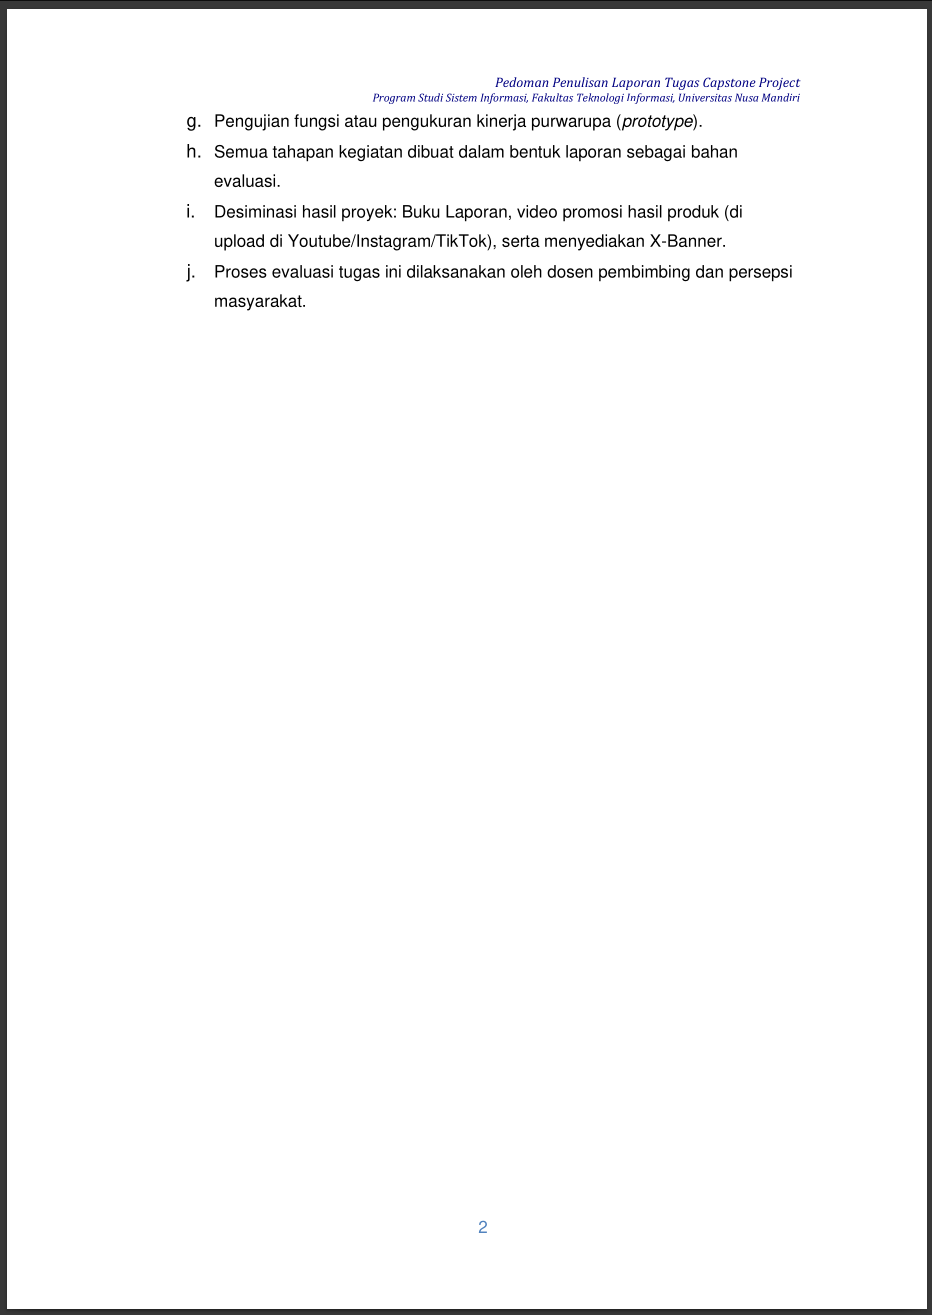 Pedoman Penulisan Laporan Tugas Capstone Project
Program Studi Sistem Informasi, Fakultas Teknologi Informasi, Universitas Nusa Mandiri
g. Pengujian fungsi atau pengukuran kinerja purwarupa (prototype).
h. Semua tahapan kegiatan dibuat dalam bentuk laporan sebagai bahan
evaluasi.
i. Desiminasi hasil proyek: Buku Laporan, video promosi hasil produk (di
upload di Youtube/Instagram/TikTok), serta menyediakan X-Banner.
j. Proses evaluasi tugas ini dilaksanakan oleh dosen pembimbing dan persepsi
masyarakat.
2